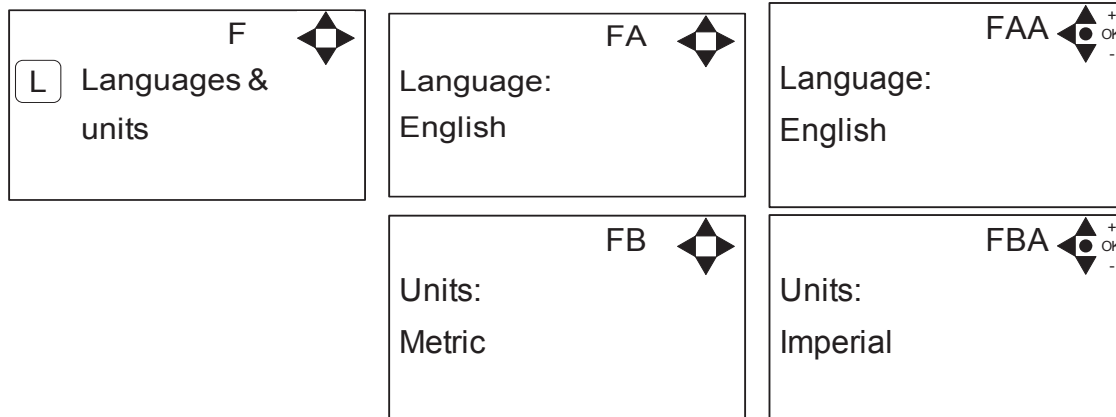 F
L Languages &
units
FA
Language:
English
FAA
+
OK
-
Language:
English
FB
Units:
Metric
FBA
+
OK
-
Units:
Imperial